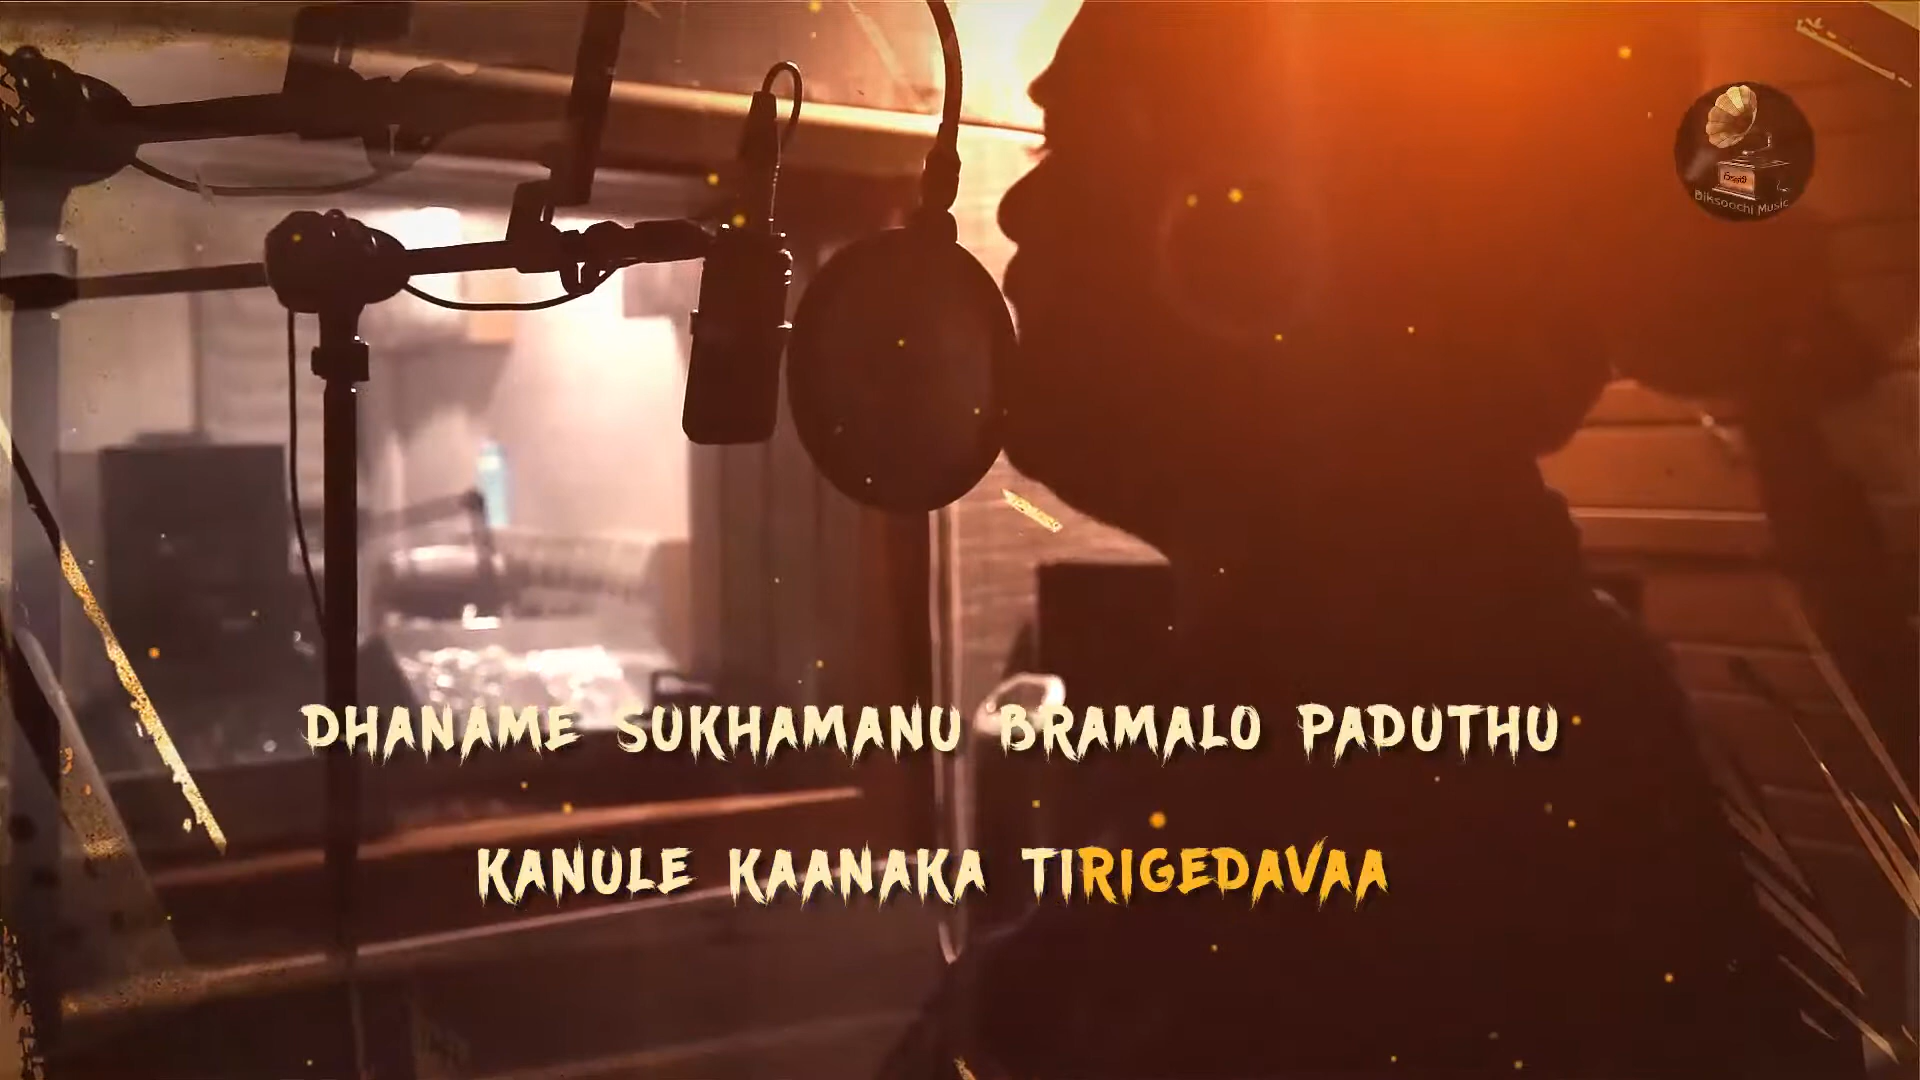 Biksoochi Music
DHANAME SUKHAMANU BRAMALO PADUTHU
KANULE KAANAKA TIRIGEDAVAA